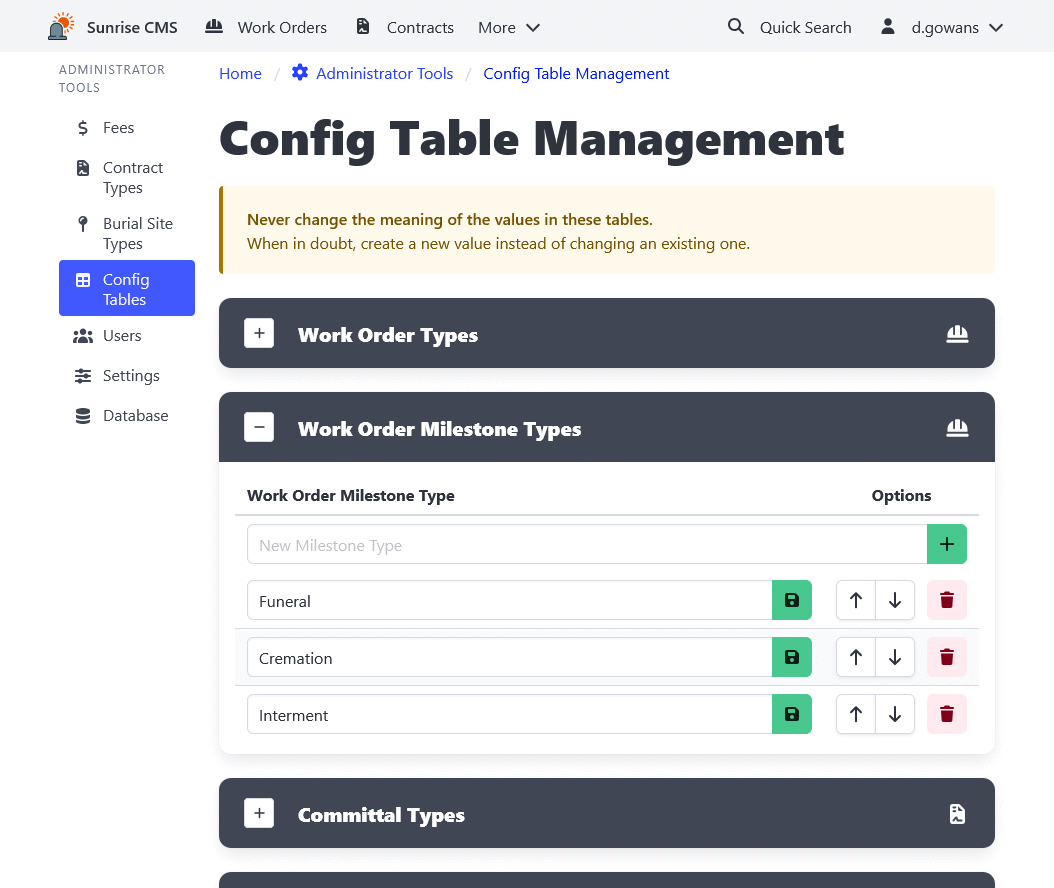 Sunrise CMS Work Orders Contracts More Quick Search d.gowans
ADMINISTRATOR
TOOLS
Fees
Contract
Types
Burial Site
Types
Config
Tables
Users
Settings
Database
Home / Administrator Tools / Config Table Management
Config Table Management
Never change the meaning of the values in these tables.
When in doubt, create a new value instead of changing an existing one.
Work Order Types
Work Order Milestone Types
Work Order Milestone Type Options
New Milestone Type
Funeral
Cremation
Interment
Committal Types